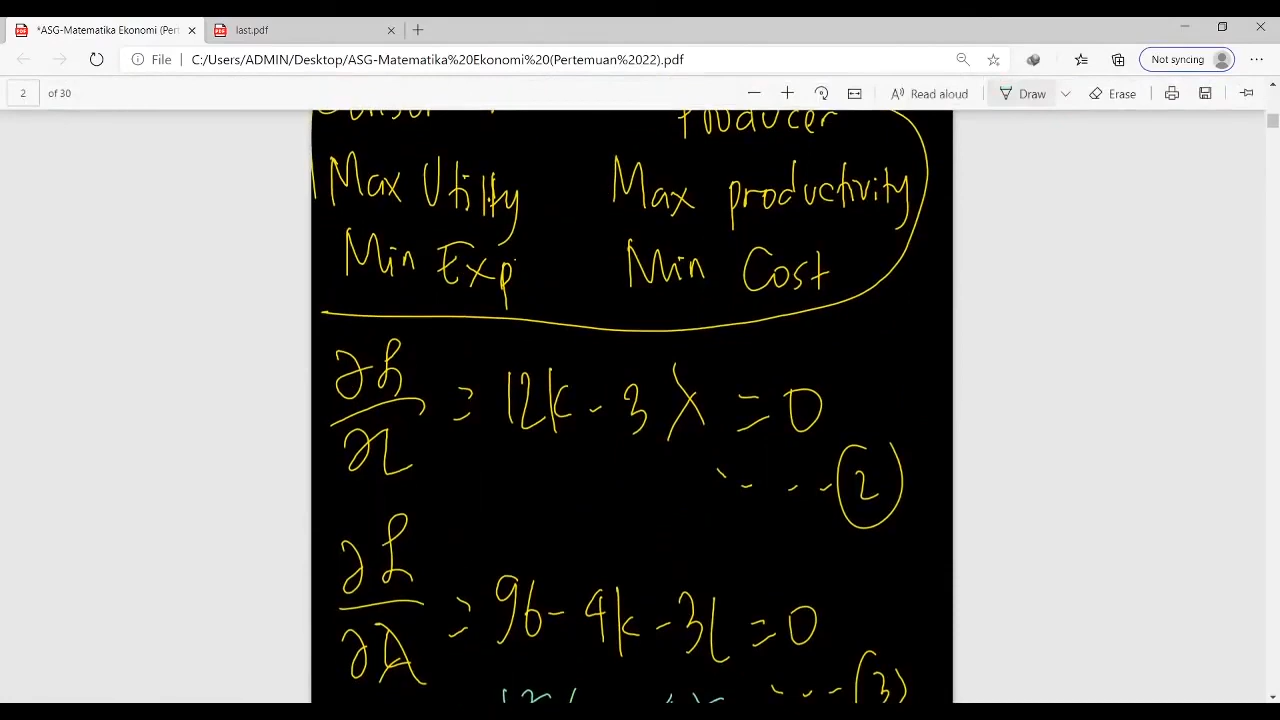 *ASG-Matematika Ekonomi (Pert
last.pdf
File C:/Users/ADMIN/Desktop/ASG-Matematika%20Ekonomi%20(Pertemuan%2022).pdf Not syncing
2 of 30 Read aloud Draw Erase
Producer
Max Utility Max productivity
Min Exp Min Cost
∂L/∂L = 12k - 3λ = 0
..... 2
∂L/∂λ = 96 - 4k - 3L = 0
.... (3)